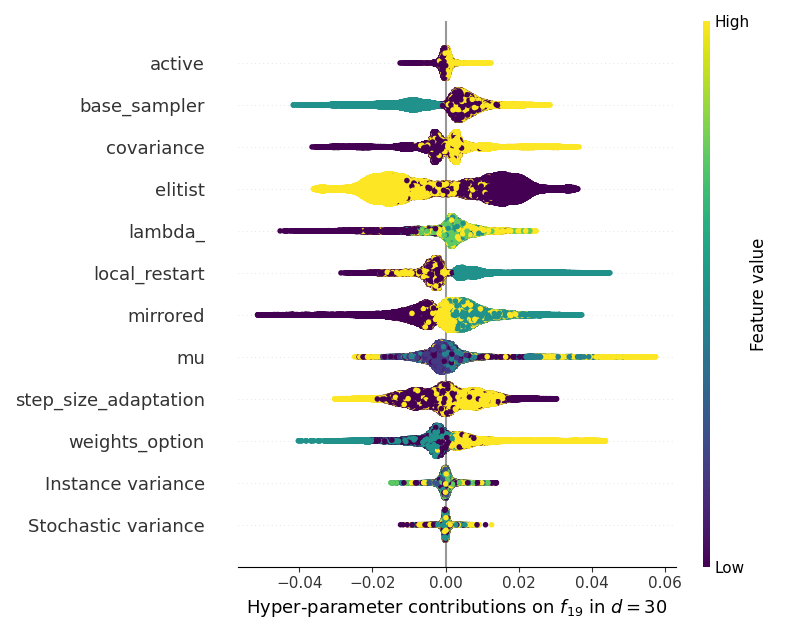 High
active
base_sampler
covariance
elitist
lambda_
local_restart
mirrored
mu
step_size_adaptation
weights_option
Instance variance
Stochastic variance
Feature value
Low
−0.04 −0.02 0.00 0.02 0.04 0.06
Hyper-parameter contributions on f19 in d = 30